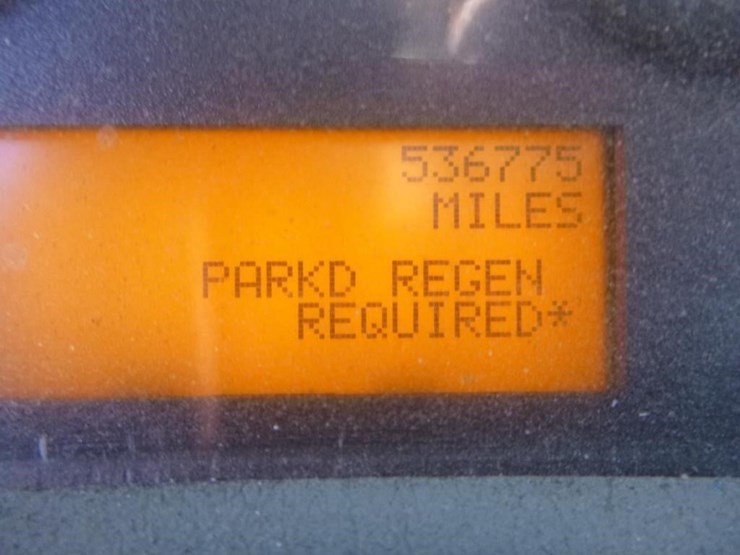 536775
MILES
PARKD REGEN
REQUIRED*